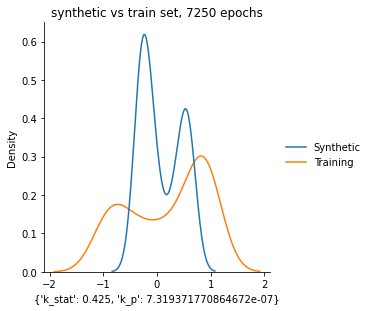 synthetic vs train set, 7250 epochs
0.6
0.5
0.4
0.3
0.2
0.1
0.0
Density
−2
−1
0
1
2
{'k_stat': 0.425, 'k_p': 7.319371770864672e-07}
Synthetic
Training